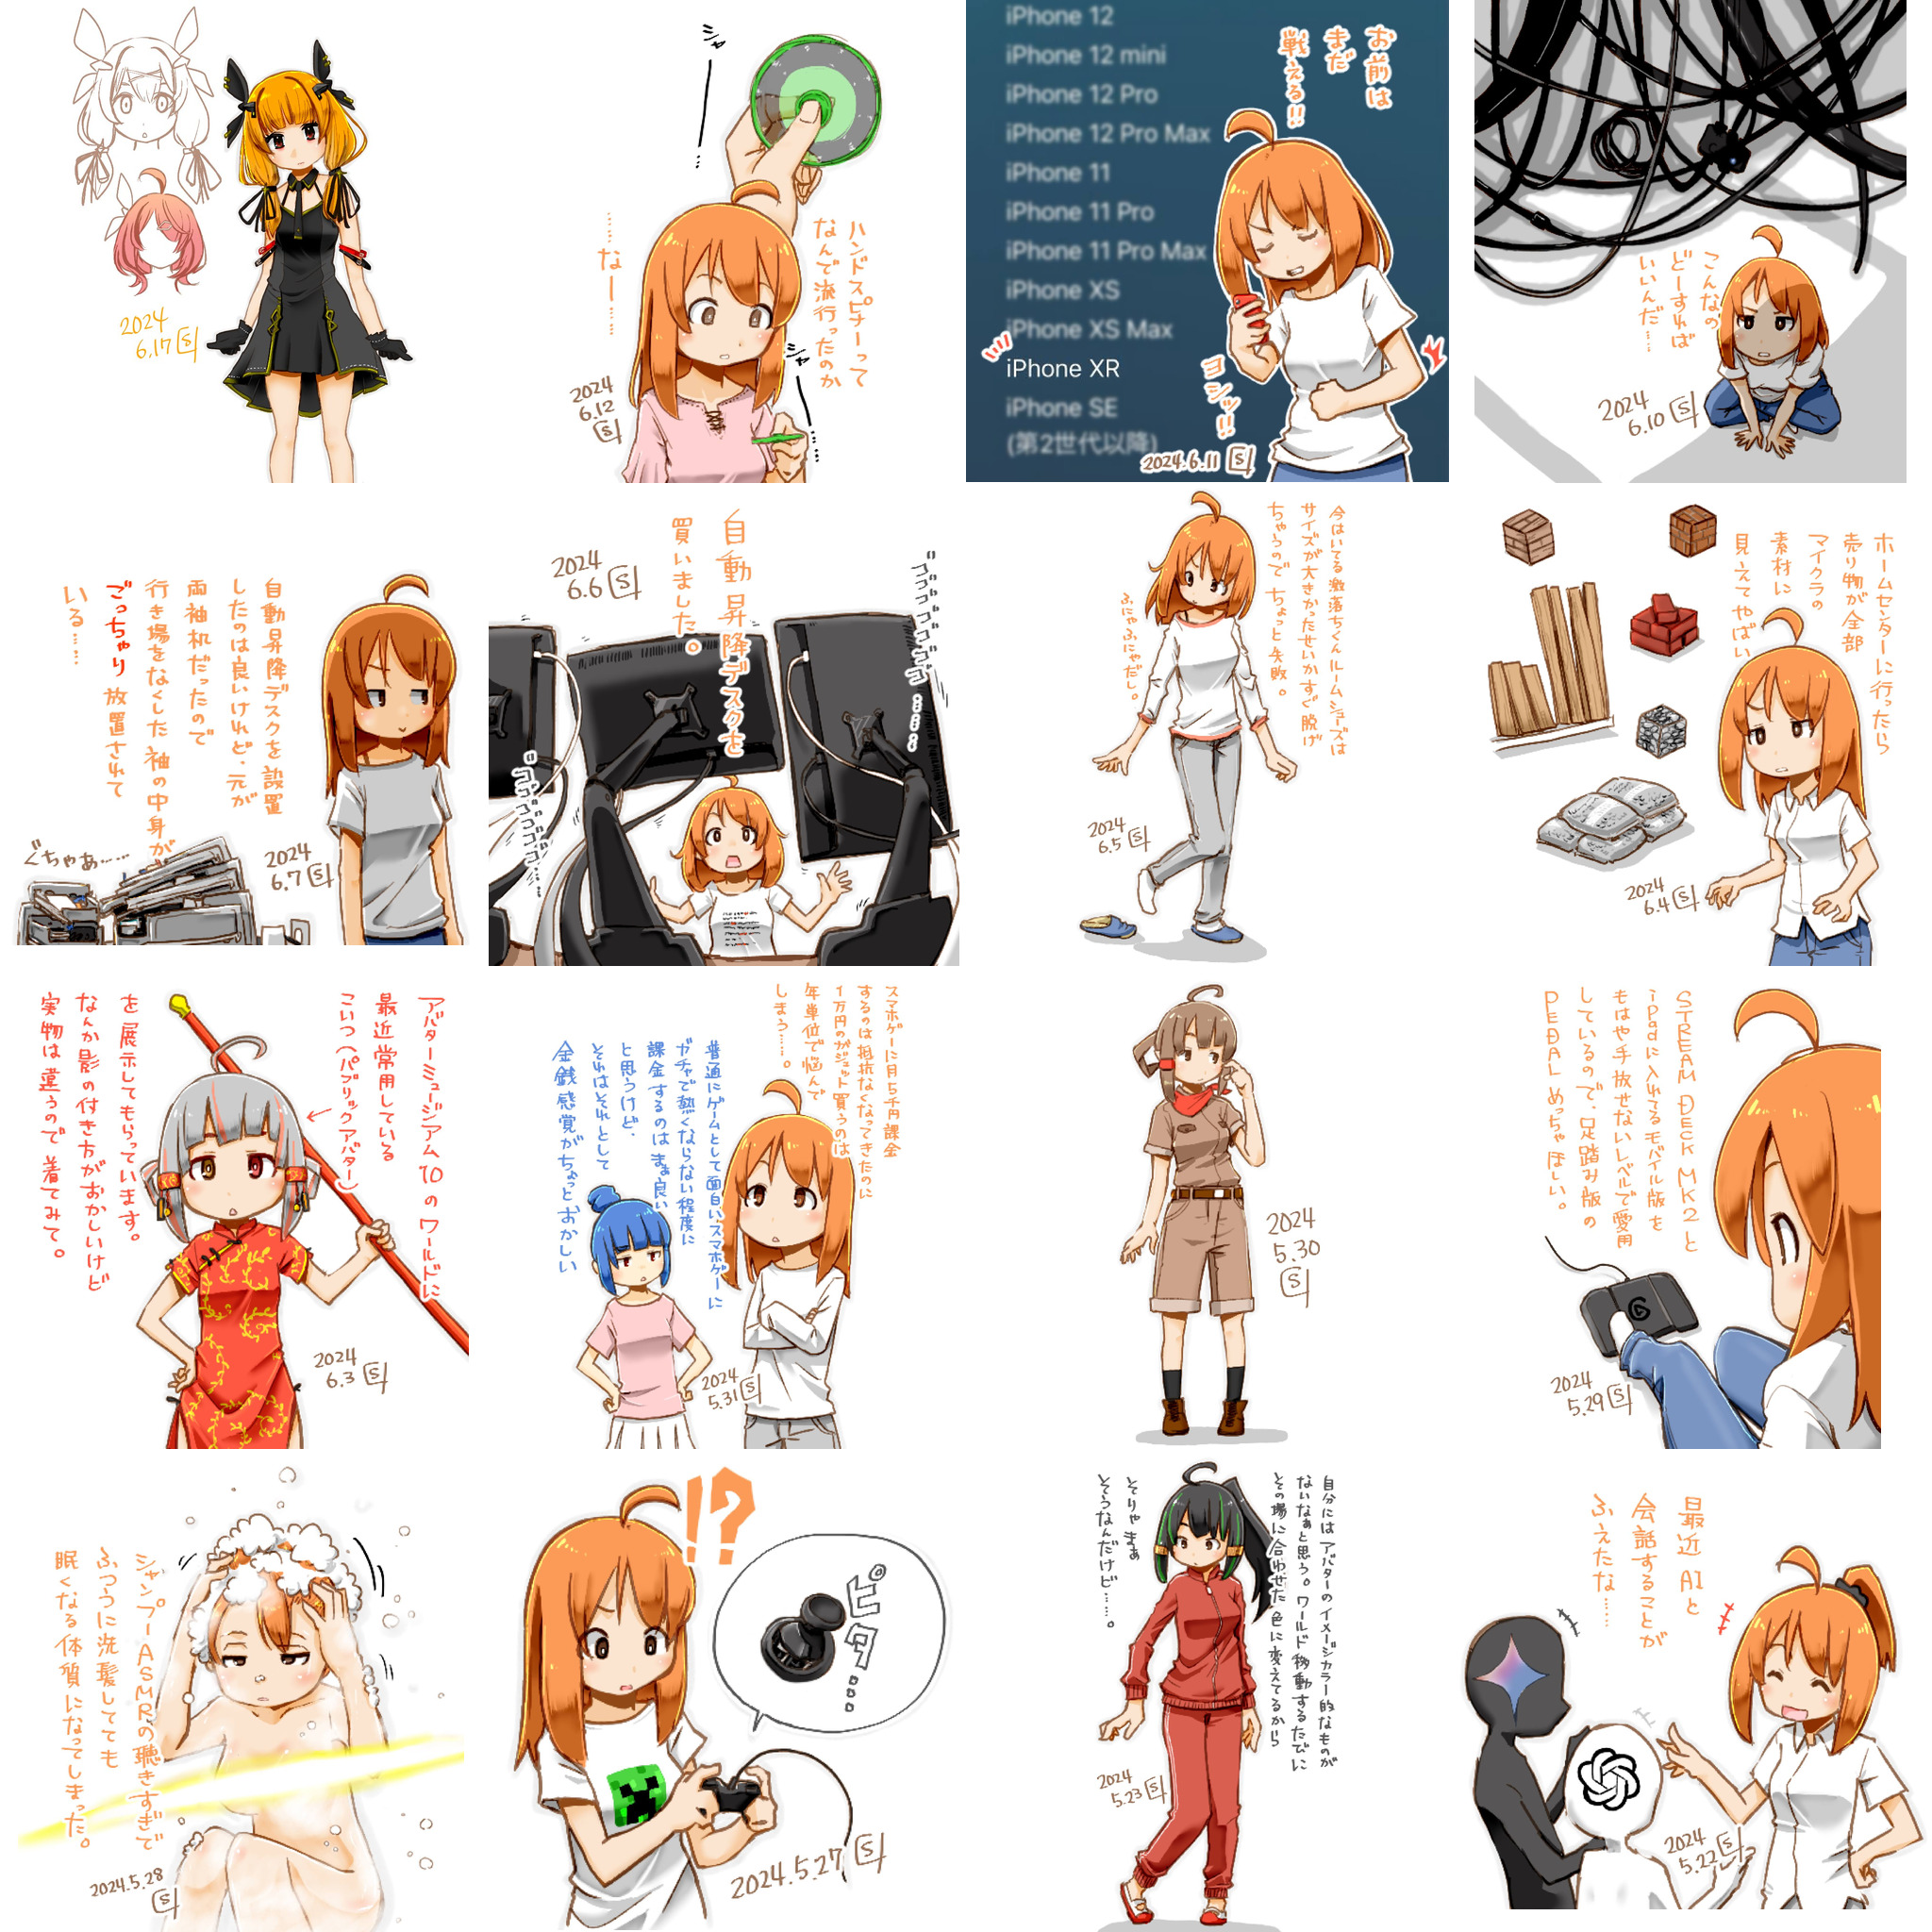 2024
6.17 S
シャ
ハンドスピナーって
なんで流行ったのか
……なー……
シャ
2024
6.12
S
iPhone 12
iPhone 12 mini
iPhone 12 Pro
iPhone 12 Pro Max
iPhone 11
iPhone 11 Pro
iPhone 11 Pro Max
iPhone XS
iPhone XS Max
iPhone XR
iPhone SE
(第2世代以降)
お前は
まだ
戦える!!
ヨシッ!!
2024.6.11 S
こんなの
どーすれば
いいんだ……
2024
6.10 S
自動昇降デスクを設置
したのは良いけれど、元が
両袖机だったので
行き場をなくした袖の中身が
ごっちゃり放置されて
いる……
ぐちゃあ……
2024
6.7 S
自動昇降デスクを
買いました。
2024
6.6 S
ゴゴゴゴゴゴ……
ゴゴゴゴゴゴ……
今はいてる激落ちくんルームシューズは
サイズが大きかったせいかすぐ脱げ
ちゃうのでちょっと失敗。
ふにゃふにゃだし。
2024
6.5 S
ホームセンターに行ったら
売り物が全部
マイクラの
素材に
見えてやばい
2024
6.4 S
アバターミュージアム10のワールドに
最近常用している
こいつ(パブリックアバター)
を展示してもらっています。
なんか影の付き方がおかしいけど
実物は違うので着てみて。
2024
6.3 S
スマホゲーに月5千円課金
するのは抵抗なくなってきたのに
1万円のガジェット買うのは
年単位で悩んで
しまう……。
普通にゲームとして面白いスマホゲーに
ガチャで熱くならない程度に
課金するのはまぁ良い
と思うけど、
それはそれとして
金銭感覚がちょっとおかしい
2024
5.31 S
2024
5.30
S
STREAM DECK MK2と
iPadに入れてるモバイル版を
もはや手放せないレベルで愛用
しているので、足踏み版の
PEDALめっちゃほしい。
2024
5.29 S
シャンプーASMRの聴きすぎで
ふつうに洗髪してても
眠くなる体質になってしまった。
2024.5.28
S
!?
ピタ…
2024.5.27 S
自分にはアバターのイメージカラー的なものが
ないなぁと思う。ワールド移動するたびに
その場に合わせた色に変えてるから
そりゃまぁ
そうなんだけど……。
2024
5.23 S
最近AIと
会話することが
ふえたな……
2024
5.22 S